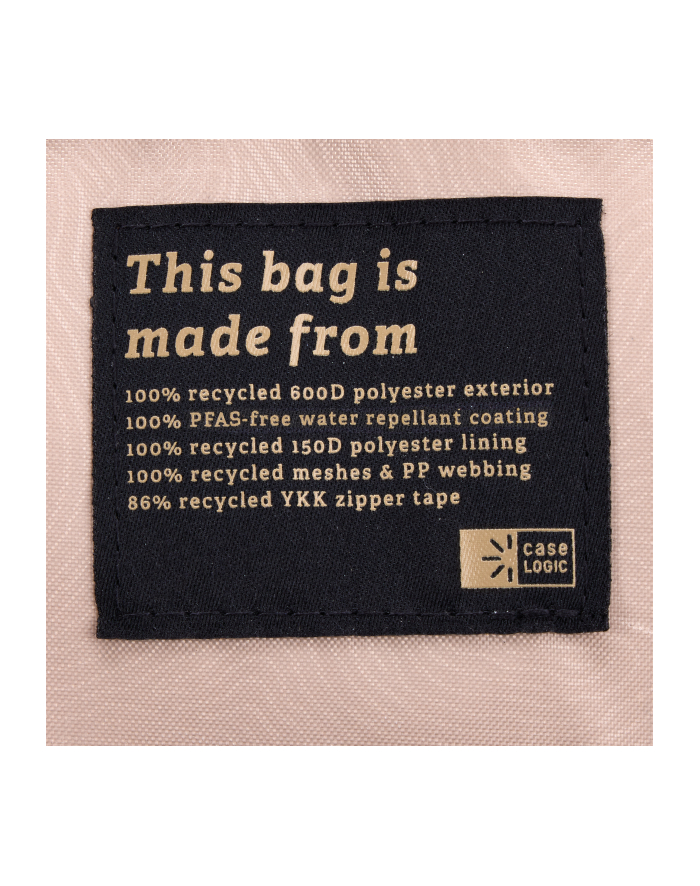 This bag is
made from
100% recycled 600D polyester exterior
100% PFAS-free water repellant coating
100% recycled 150D polyester lining
100% recycled meshes & PP webbing
86% recycled YKK zipper tape
case
LOGIC